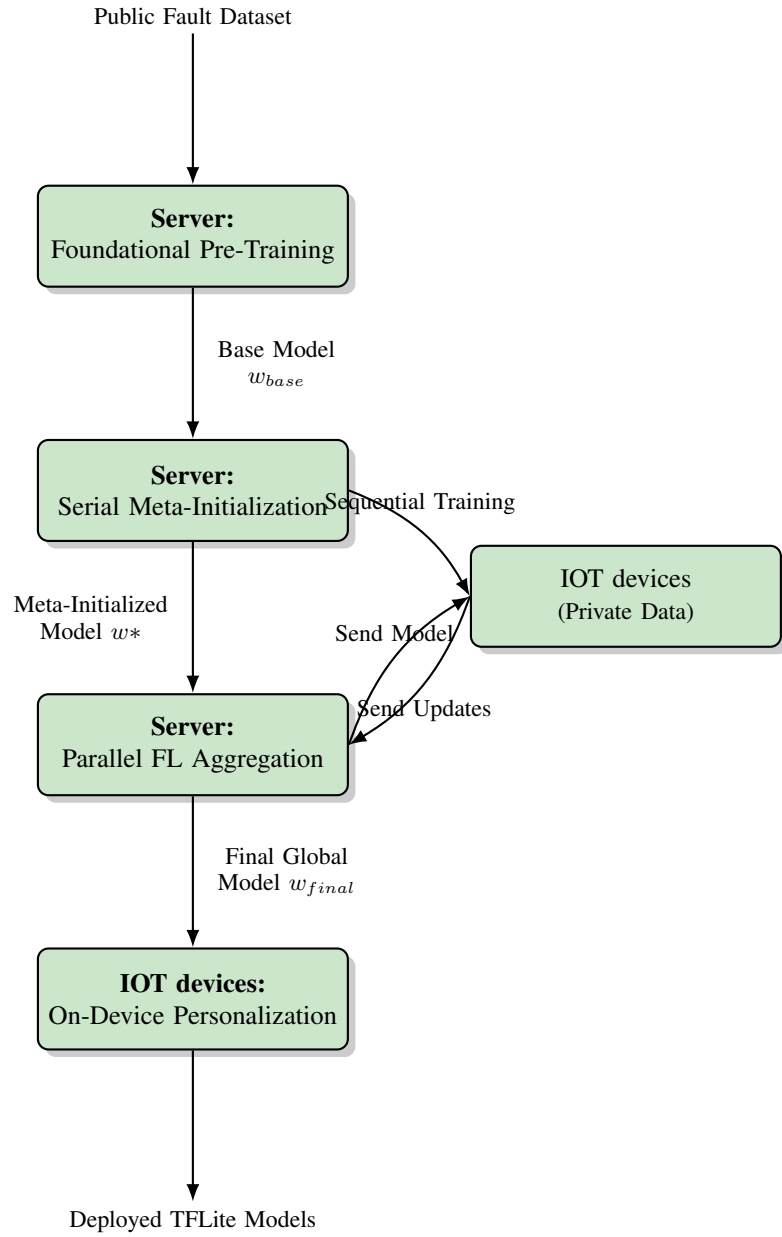 Public Fault Dataset
Server:
Foundational Pre-Training
Base Model
w_base
Server:
Serial Meta-Initialization
Sequential Training
IOT devices
(Private Data)
Meta-Initialized
Model w*
Send Model
Send Updates
Server:
Parallel FL Aggregation
Final Global
Model w_final
IOT devices:
On-Device Personalization
Deployed TFLite Models